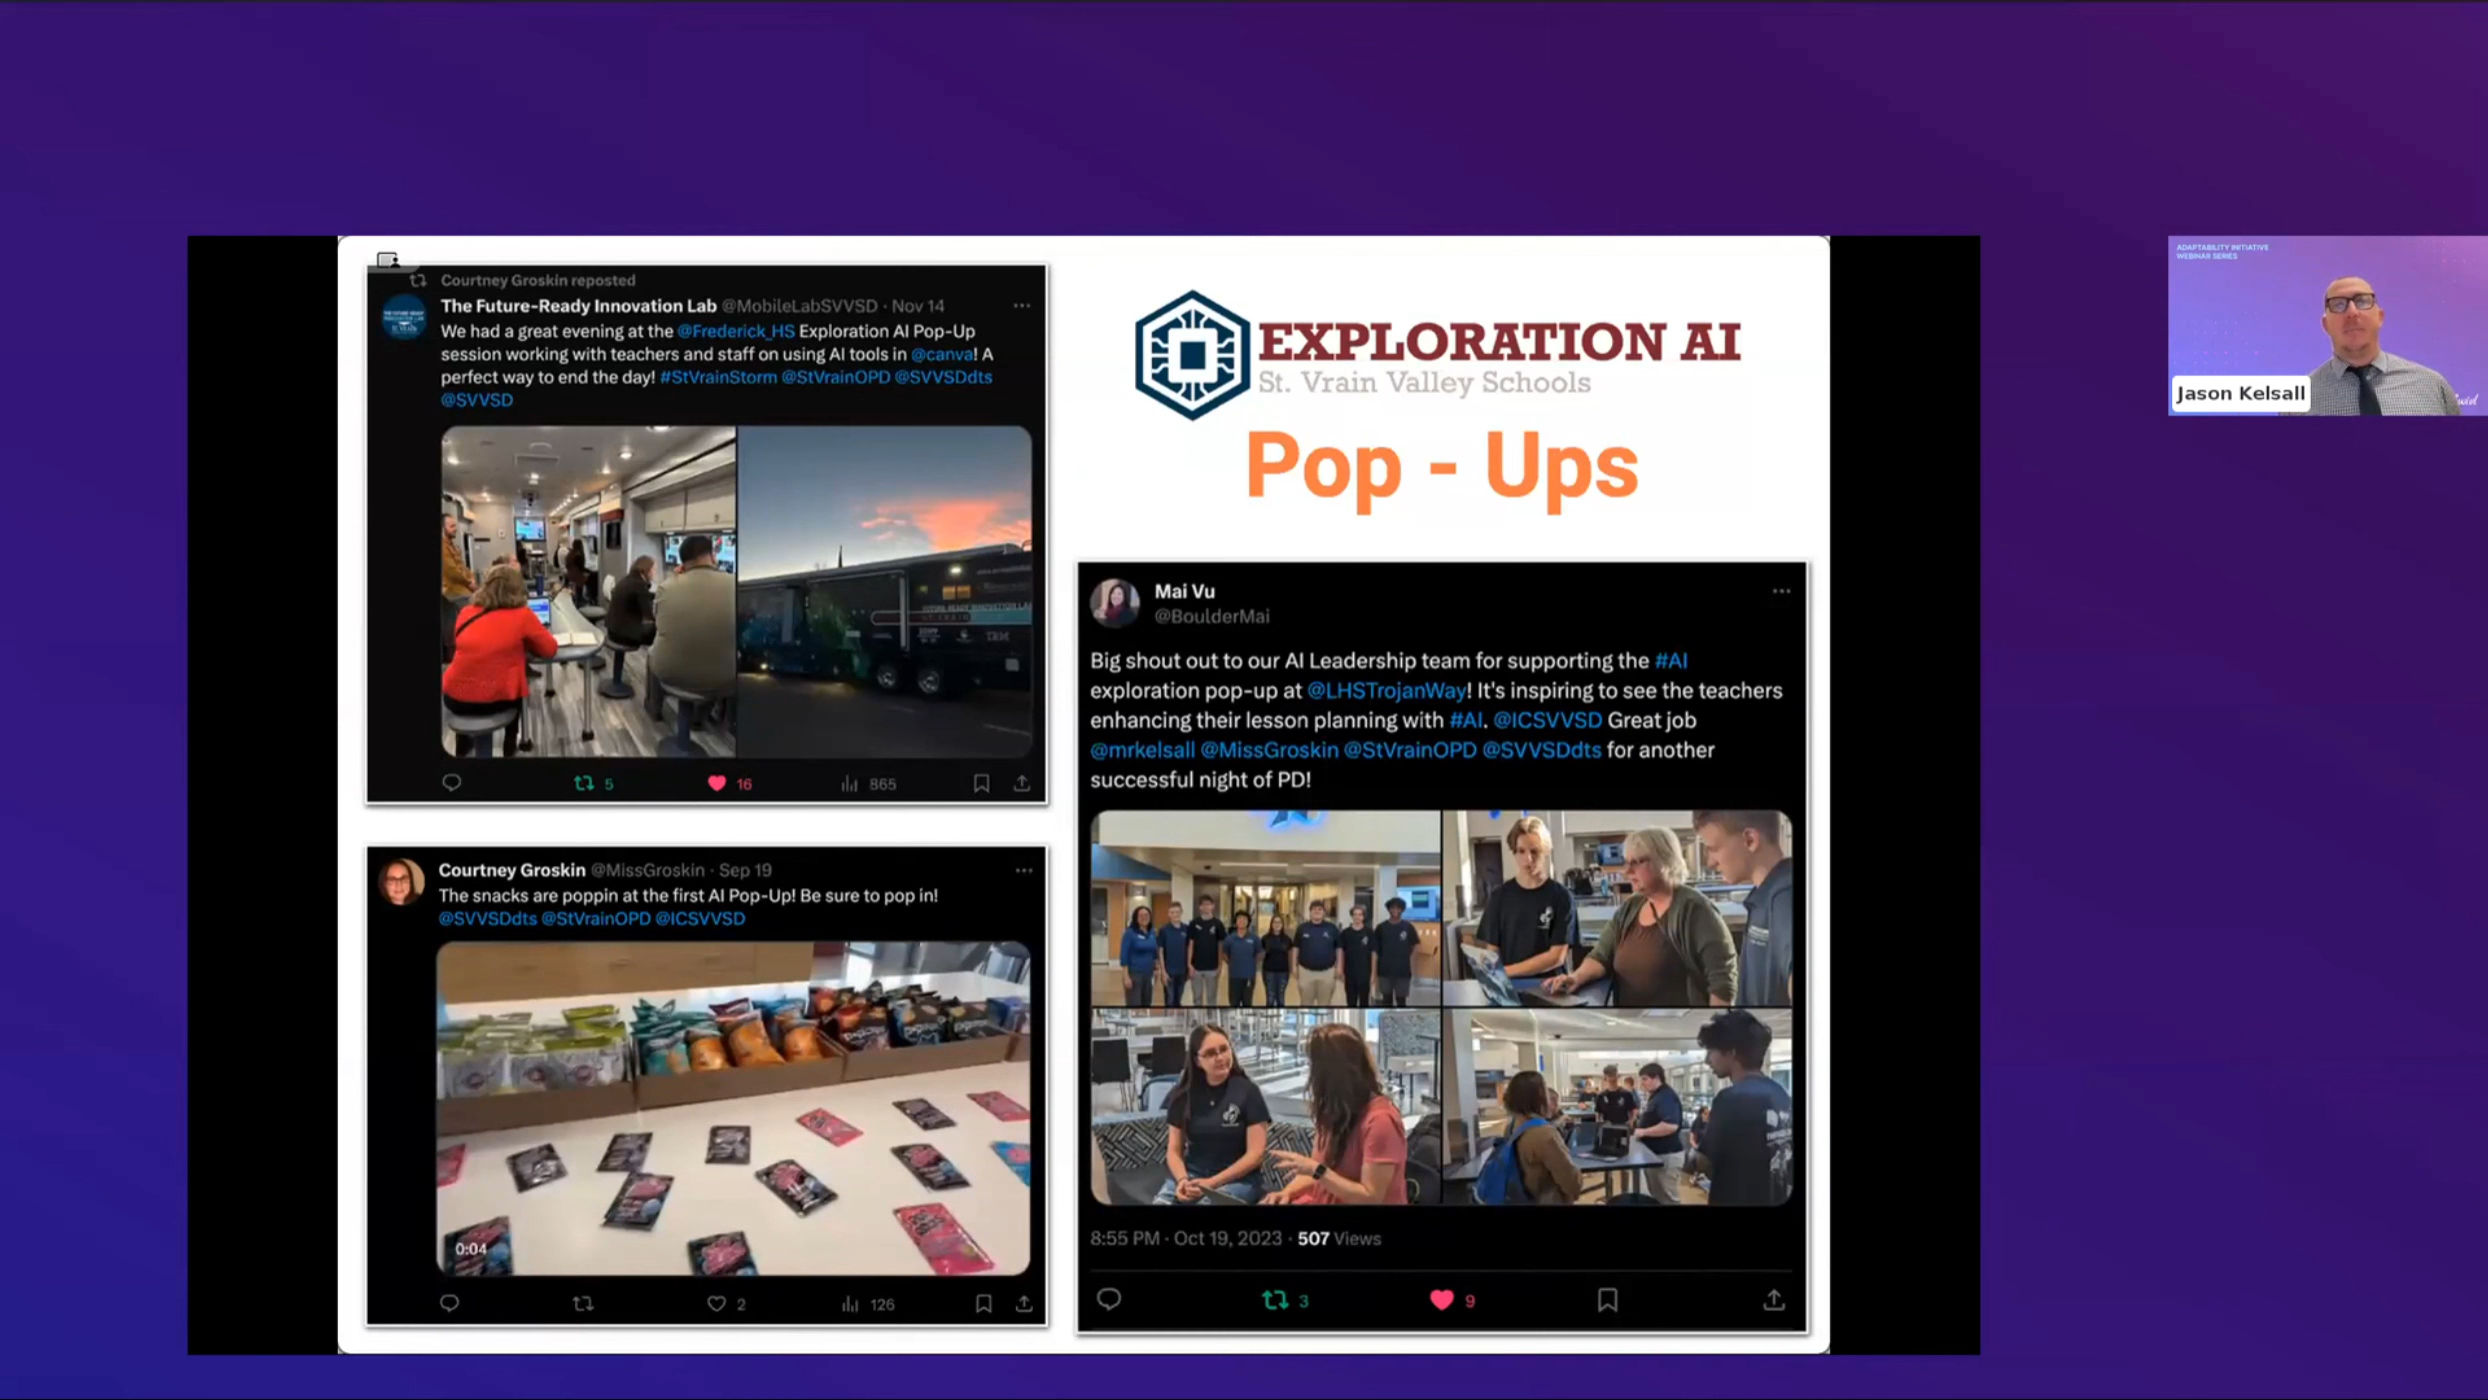 Courtney Groskin reposted
The Future-Ready Innovation Lab @MobileLabSVVSD · Nov 14
We had a great evening at the @Frederick_HS Exploration AI Pop-Up
session working with teachers and staff on using AI tools in @canva! A
perfect way to end the day! #StVrainStorm @StVrainOPD @SVVSDdts
@SVVSD
5 16 865
Courtney Groskin @MissGroskin · Sep 19
The snacks are poppin at the first AI Pop-Up! Be sure to pop in!
@SVVSDdts @StVrainOPD @ICSVVSD
0:04
2 126
EXPLORATION AI
St. Vrain Valley Schools
Pop - Ups
Mai Vu
@BoulderMai
Big shout out to our AI Leadership team for supporting the #AI
exploration pop-up at @LHSTrojanWay! It's inspiring to see the teachers
enhancing their lesson planning with #AI. @ICSVVSD Great job
@mrkelsall @MissGroskin @StVrainOPD @SVVSDdts for another
successful night of PD!
8:55 PM · Oct 19, 2023 · 507 Views
3 9
ADAPTABILITY INITIATIVE
WEBINAR SERIES
Jason Kelsall